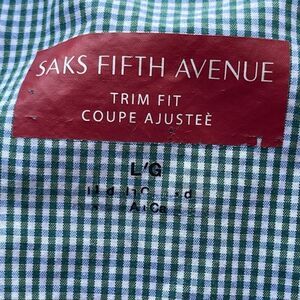 SAKS FIFTH AVENUE
TRIM FIT
COUPE AJUSTEÈ
L/G